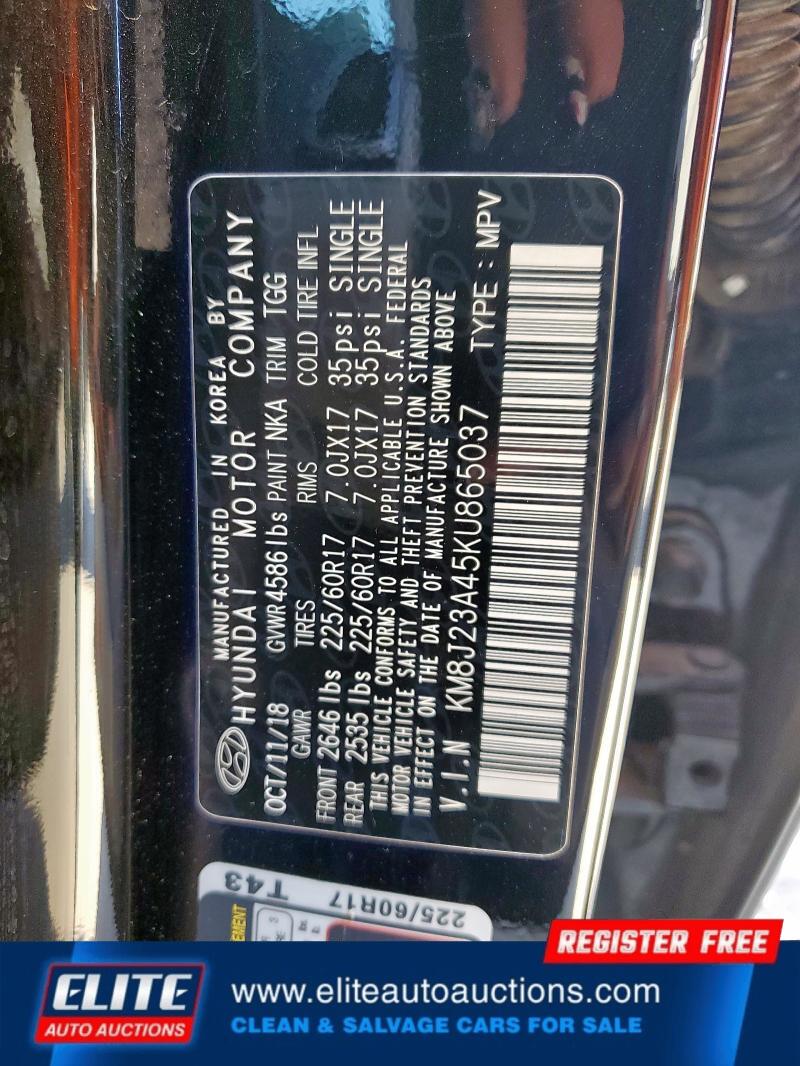 MANUFACTURED IN KOREA BY
HYUNDAI MOTOR COMPANY
OCT/11/18 GVWR 4586 lbs PAINT NKA TRIM TGG
GAWR TIRES RIMS COLD TIRE INFL
FRONT 2646 lbs 225/60R17 7.0JX17 35psi SINGLE
REAR 2535 lbs 225/60R17 7.0JX17 35psi SINGLE
THIS VEHICLE CONFORMS TO ALL APPLICABLE U.S.A. FEDERAL
MOTOR VEHICLE SAFETY AND THEFT PREVENTION STANDARDS
IN EFFECT ON THE DATE OF MANUFACTURE SHOWN ABOVE
V.I.N KM8J23A45KU865037 TYPE : MPV
T43
225/60R17
REGISTER FREE
ELITE
AUTO AUCTIONS
www.eliteautoauctions.com
CLEAN & SALVAGE CARS FOR SALE